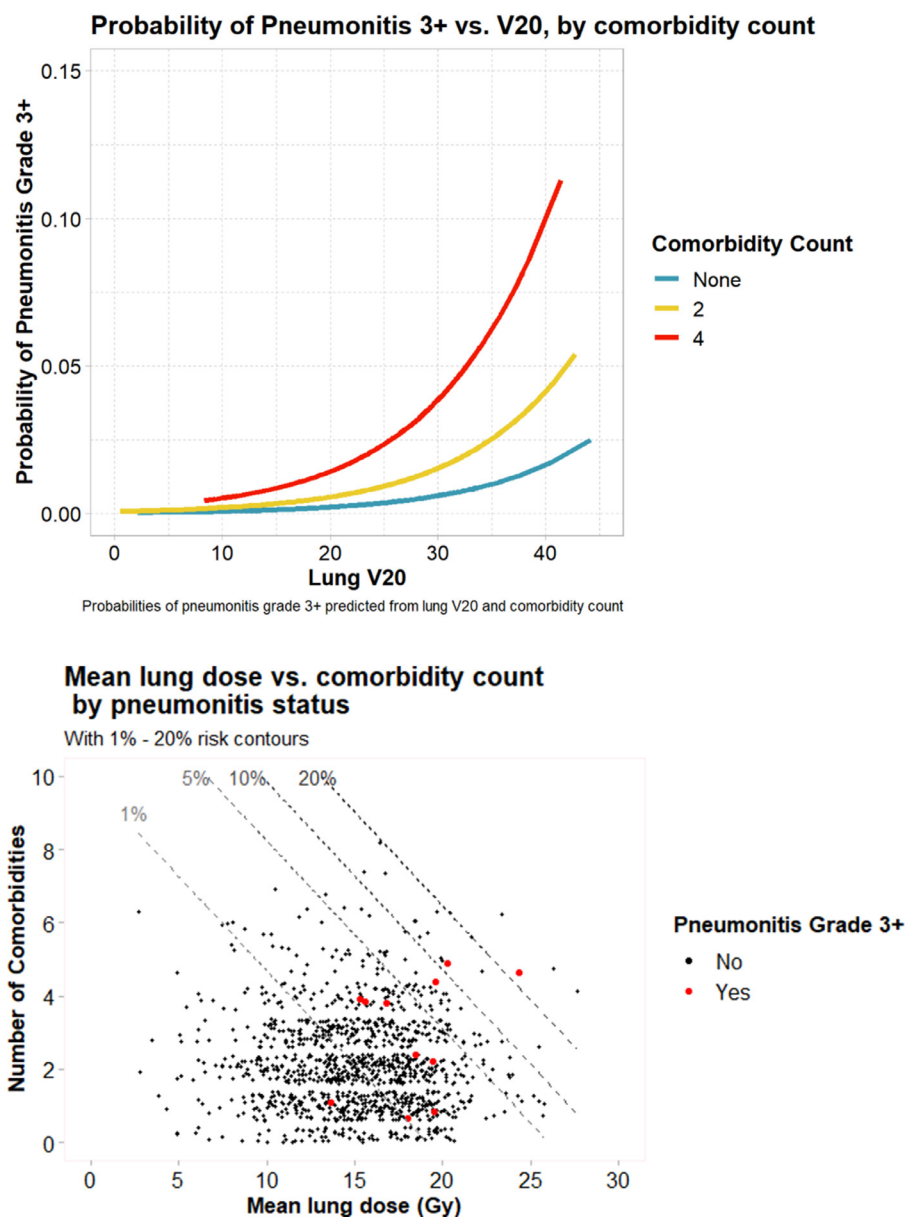 Probability of Pneumonitis 3+ vs. V20, by comorbidity count
Probability of Pneumonitis Grade 3+
0.15
0.10
0.05
0.00
0 10 20 30 40
Lung V20
Probabilities of pneumonitis grade 3+ predicted from lung V20 and comorbidity count
Comorbidity Count
None
2
4
Mean lung dose vs. comorbidity count
by pneumonitis status
With 1% - 20% risk contours
Number of Comorbidities
10
8
6
4
2
0
1% 5% 10% 20%
0 5 10 15 20 25 30
Mean lung dose (Gy)
Pneumonitis Grade 3+
No
Yes